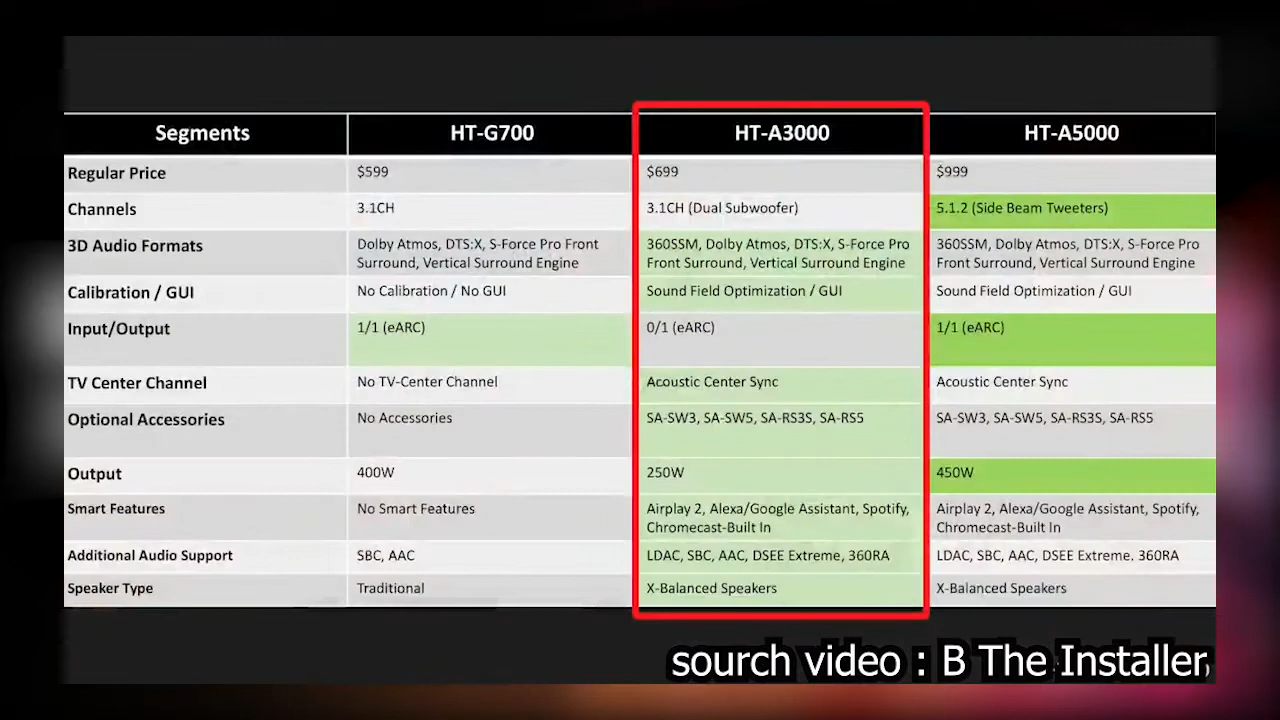 Segments HT-G700 HT-A3000 HT-A5000
Regular Price $599 $699 $999
Channels 3.1CH 3.1CH (Dual Subwoofer) 5.1.2 (Side Beam Tweeters)
3D Audio Formats Dolby Atmos, DTS:X, S-Force Pro Front 360SSM, Dolby Atmos, DTS:X, S-Force Pro 360SSM, Dolby Atmos, DTS:X, S-Force Pro
Surround, Vertical Surround Engine Front Surround, Vertical Surround Engine Front Surround, Vertical Surround Engine
Calibration / GUI No Calibration / No GUI Sound Field Optimization / GUI Sound Field Optimization / GUI
Input/Output 1/1 (eARC) 0/1 (eARC) 1/1 (eARC)
TV Center Channel No TV-Center Channel Acoustic Center Sync Acoustic Center Sync
Optional Accessories No Accessories SA-SW3, SA-SW5, SA-RS3S, SA-RS5 SA-SW3, SA-SW5, SA-RS3S, SA-RS5
Output 400W 250W 450W
Smart Features No Smart Features Airplay 2, Alexa/Google Assistant, Spotify, Airplay 2, Alexa/Google Assistant, Spotify,
Chromecast-Built In Chromecast-Built In
Additional Audio Support SBC, AAC LDAC, SBC, AAC, DSEE Extreme, 360RA LDAC, SBC, AAC, DSEE Extreme. 360RA
Speaker Type Traditional X-Balanced Speakers X-Balanced Speakers
sourch video : B The Installer